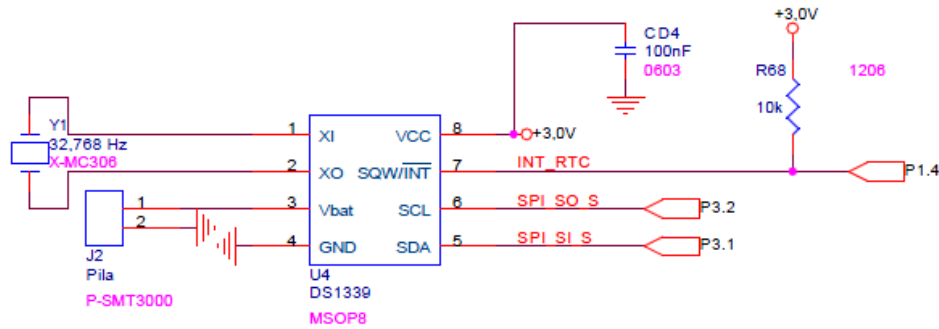 +3,0V
CD4
100nF
0603
R68
1206
10k
Y1
32,768 Hz
X-MC306
1
XI
VCC
8
+3,0V
2
XO
SQW/INT
7
INT_RTC
P1.4
1
3
Vbat
SCL
6
SPI_SO_S
P3.2
2
4
GND
SDA
5
SPI_SI_S
P3.1
J2
Pila
P-SMT3000
U4
DS1339
MSOP8